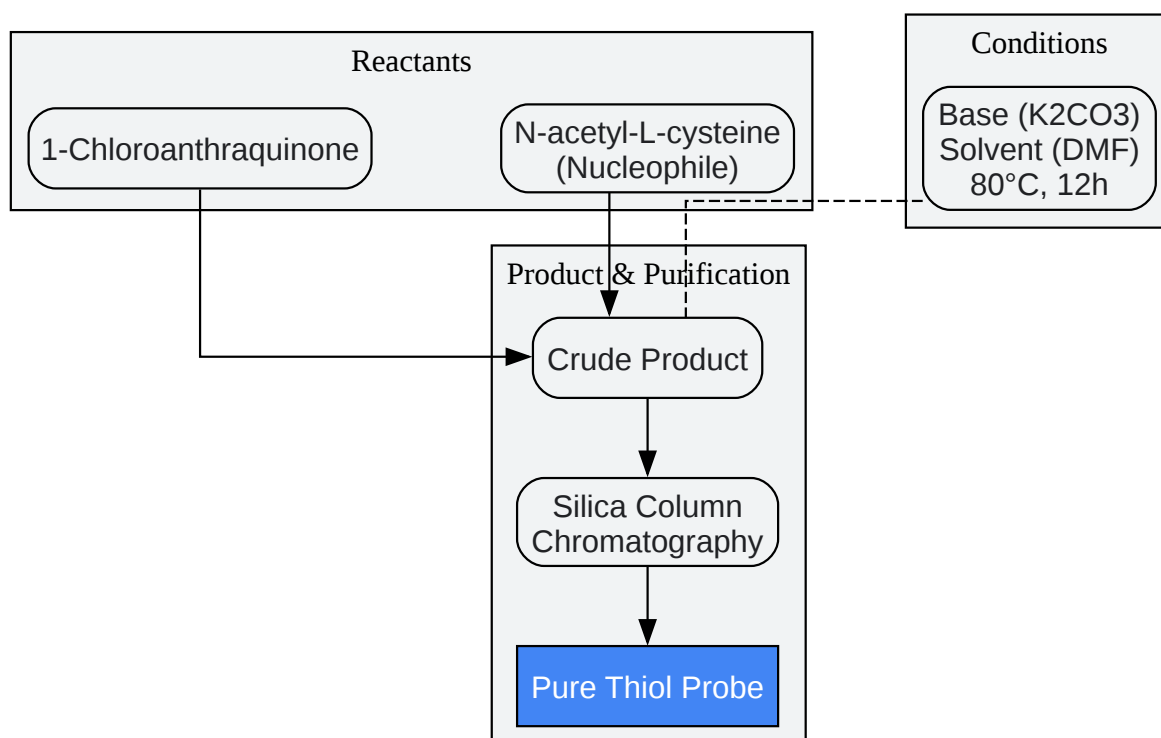 Reactants
1-Chloroanthraquinone
N-acetyl-L-cysteine
(Nucleophile)
Conditions
Base (K2CO3)
Solvent (DMF)
80°C, 12h
Product & Purification
Crude Product
Silica Column
Chromatography
Pure Thiol Probe